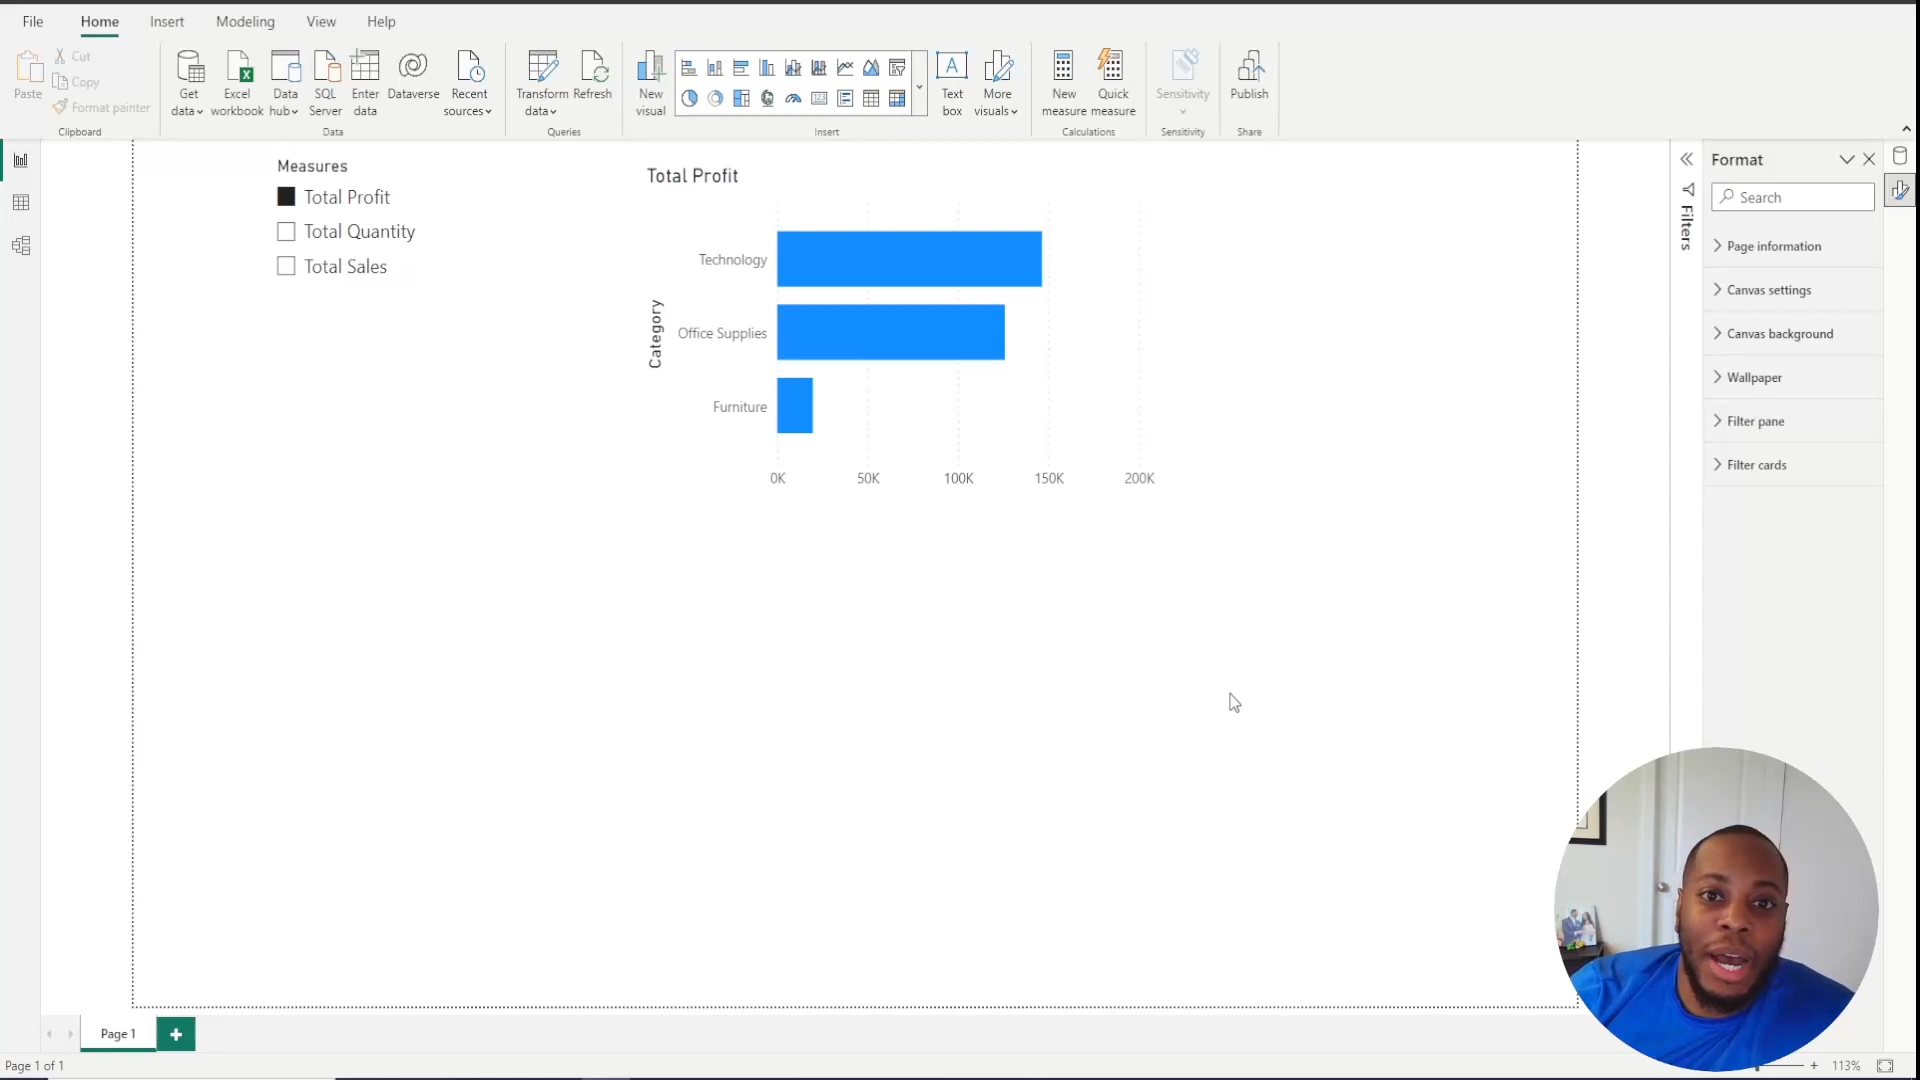 File Home Insert Modeling View Help
Paste
Cut
Copy
Format painter
Clipboard
Get data
Excel workbook
Data hub
SQL Server
Enter data
Dataverse
Recent sources
Data
Transform data
Refresh
Queries
New visual
Insert
Text box
More visuals
New measure
Quick measure
Calculations
Sensitivity
Sensitivity
Publish
Share
Measures
Total Profit
Total Quantity
Total Sales
Total Profit
Category
Technology
Office Supplies
Furniture
0K 50K 100K 150K 200K
Filters
Format
Search
Page information
Canvas settings
Canvas background
Wallpaper
Filter pane
Filter cards
Page 1
+
Page 1 of 1
+ 113%